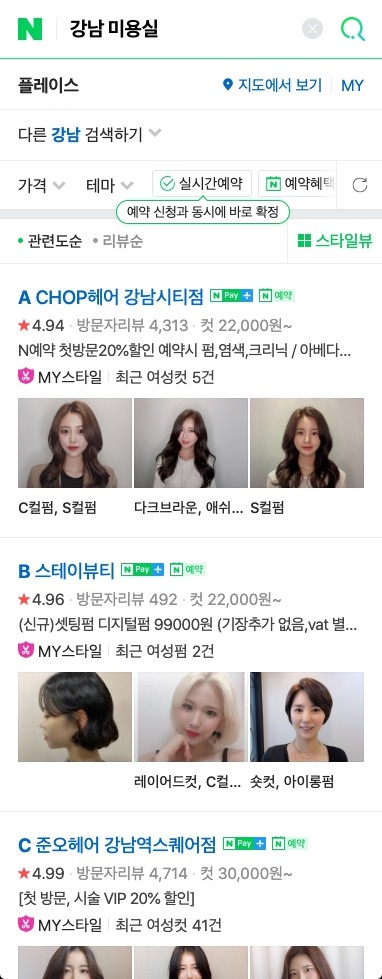 N 강남 미용실
플레이스 지도에서 보기 MY
다른 강남 검색하기
가격 테마 실시간예약 N 예약혜택
예약 신청과 동시에 바로 확정
관련도순 리뷰순 스타일뷰
A CHOP헤어 강남시티점 N Pay + N 예약
4.94 · 방문자리뷰 4,313 · 컷 22,000원~
N예약 첫방문20%할인 예약시 펌,염색,크리닉 / 아베다...
MY스타일 최근 여성컷 5건
C컬펌, S컬펌 다크브라운, 애쉬... S컬펌
B 스테이뷰티 N Pay + N 예약
4.96 · 방문자리뷰 492 · 컷 22,000원~
(신규)셋팅펌 디지털펌 99000원 (기장추가 없음,vat 별...
MY스타일 최근 여성펌 2건
레이어드컷, C컬... 숏컷, 아이롱펌
C 준오헤어 강남역스퀘어점 N Pay + N 예약
4.99 · 방문자리뷰 4,714 · 컷 30,000원~
[첫 방문, 시술 VIP 20% 할인]
MY스타일 최근 여성컷 41건